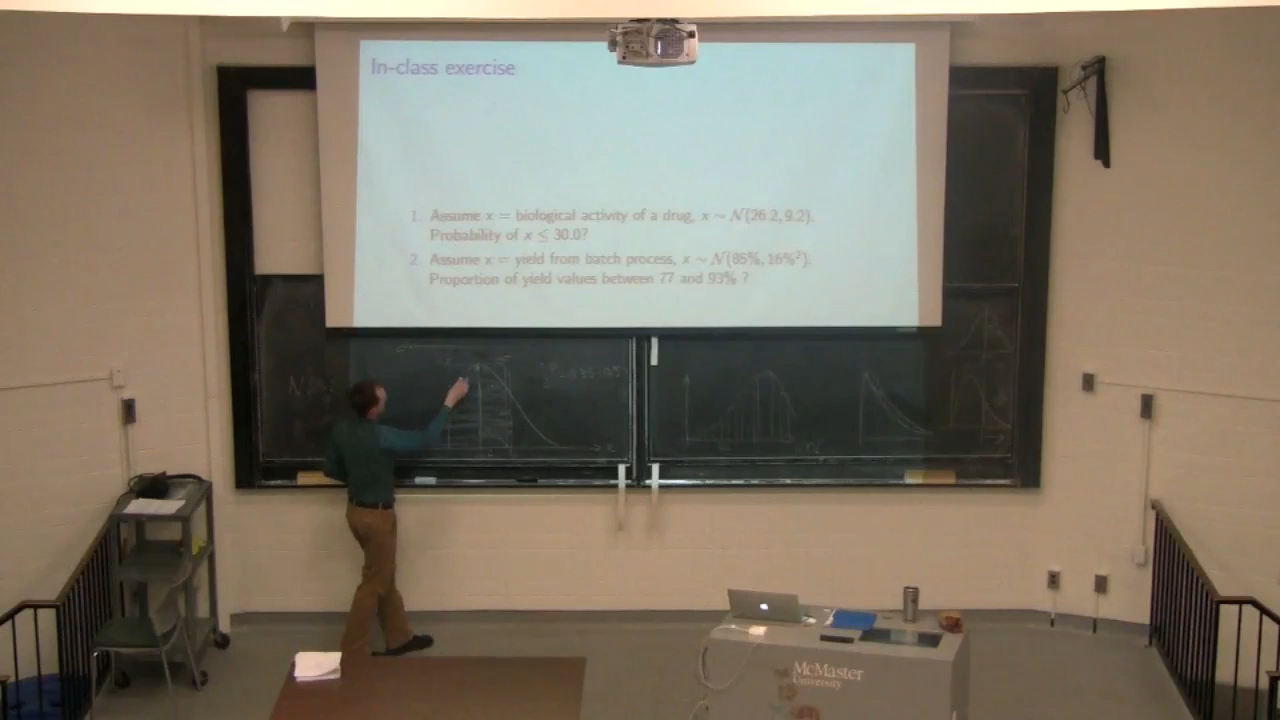 In-class exercise
1. Assume x = biological activity of a drug, x ∼ N(26.2, 9.2).
Probability of x ≤ 30.0?
2. Assume x = yield from batch process, x ∼ N(85%, 16%²).
Proportion of yield values between 77 and 93% ?
McMaster
University